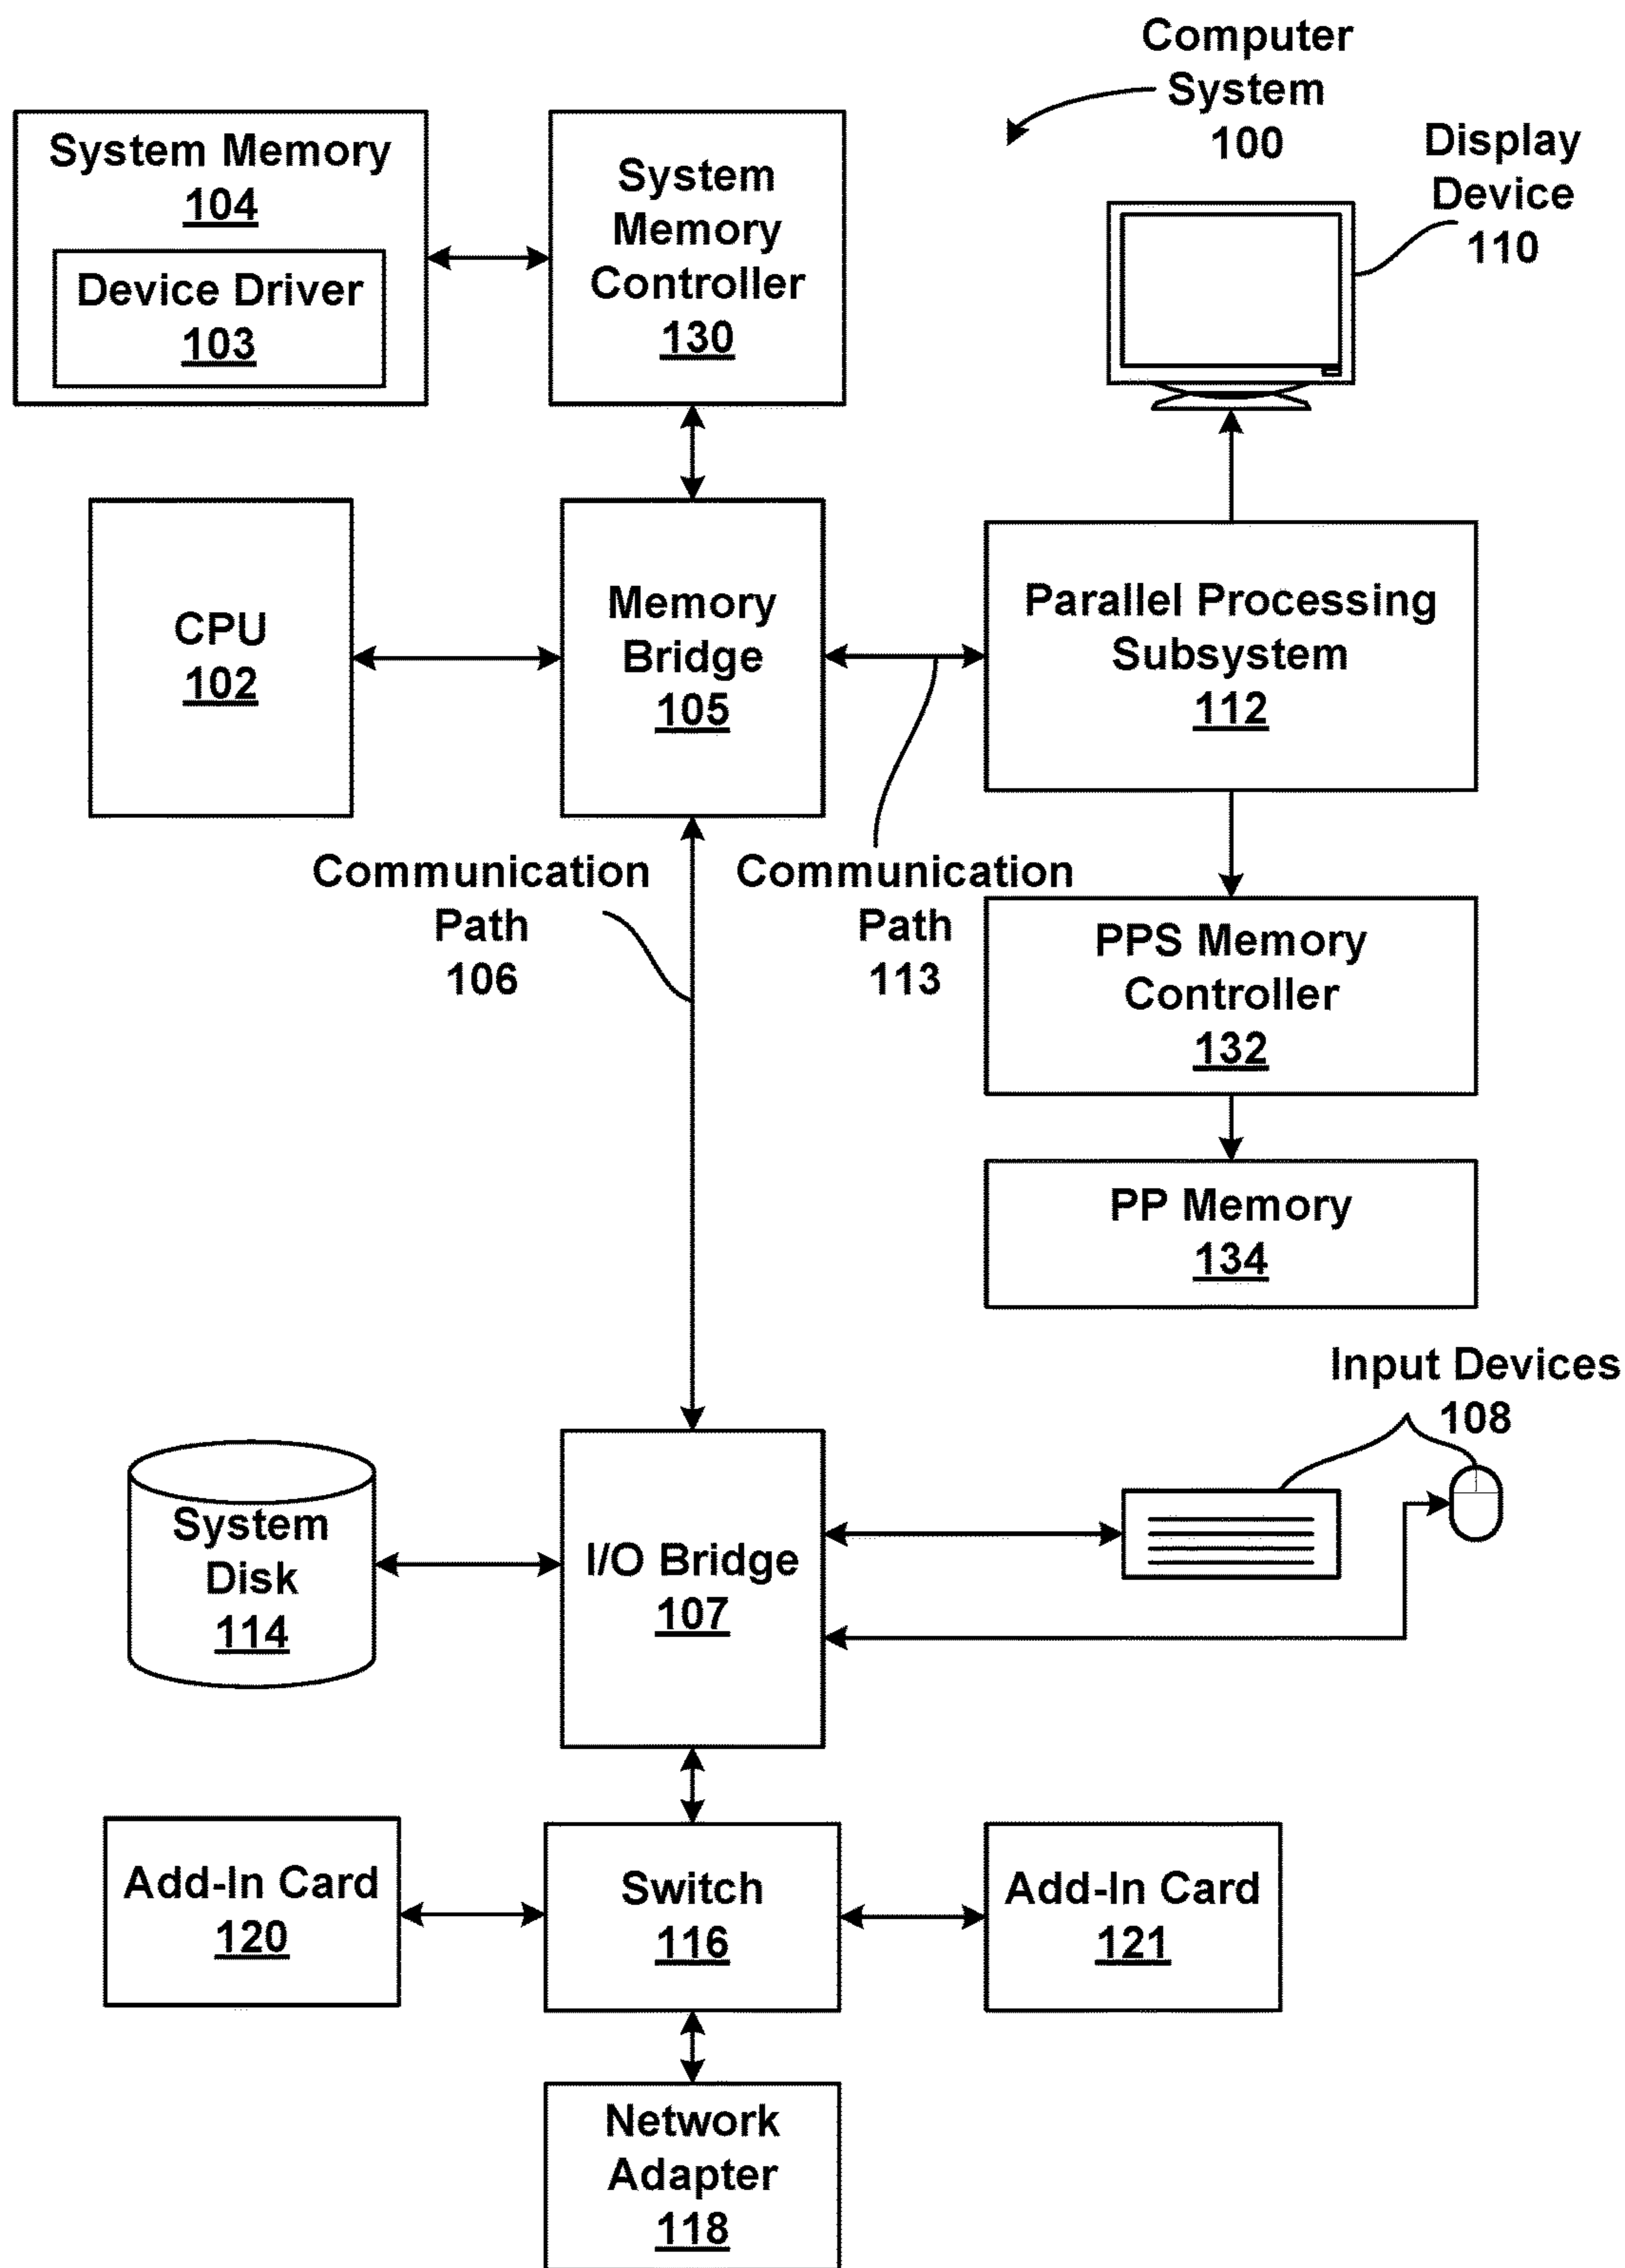 Computer
System
100
Display
Device
110
System Memory
104
Device Driver
103
System
Memory
Controller
130
CPU
102
Memory
Bridge
105
Parallel Processing
Subsystem
112
Communication
Path
106
Communication
Path
113
PPS Memory
Controller
132
PP Memory
134
Input Devices
108
System
Disk
114
I/O Bridge
107
Add-In Card
120
Switch
116
Add-In Card
121
Network
Adapter
118